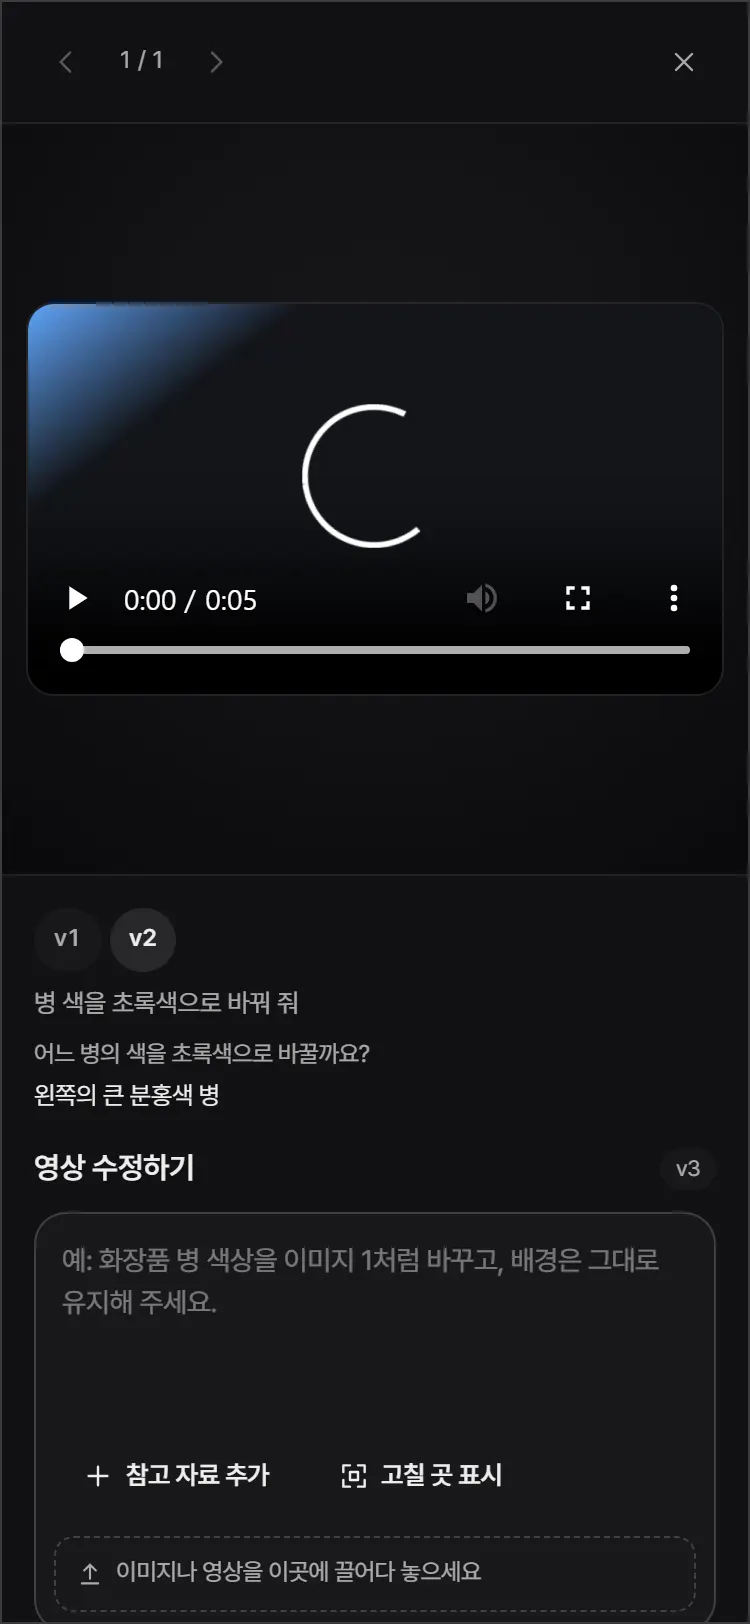 1 / 1
0:00 / 0:05
v1 v2
병 색을 초록색으로 바꿔 줘
어느 병의 색을 초록색으로 바꿀까요?
왼쪽의 큰 분홍색 병
영상 수정하기 v3
예: 화장품 병 색상을 이미지 1처럼 바꾸고, 배경은 그대로
유지해 주세요.
참고 자료 추가 고칠 곳 표시
이미지나 영상을 이곳에 끌어다 놓으세요